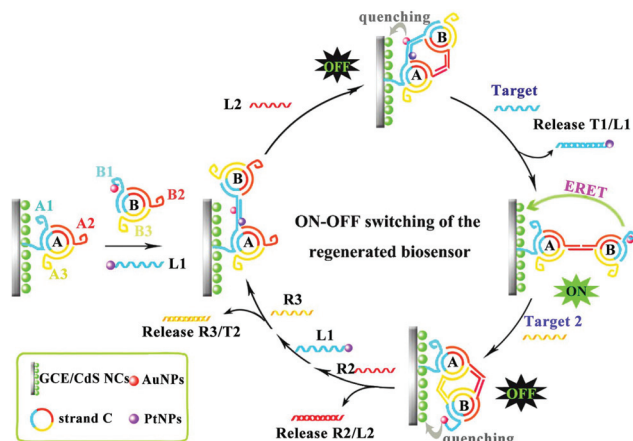 quenching
B
OFF
A
L2
Target
Release T1/L1
B1
A1
B
B2
A2
B3
A
A3
L1
B
A
ON-OFF switching of the
regenerated biosensor
ERET
A
B
ON
Target 2
R3
Release R3/T2
L1
R2
A
B
OFF
Release R2/L2
quenching
GCE/CdS NCs
AuNPs
strand C
PtNPs